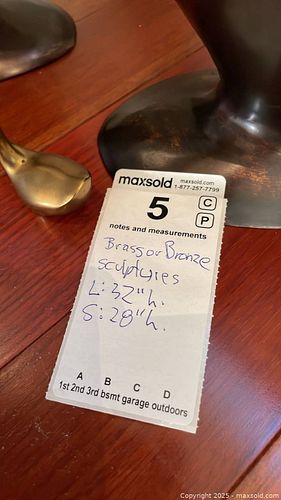 maxsold maxsold.com
1-877-257-7799
5 C
P
notes and measurements
Brass or Bronze
sculptures
L: 32" h.
S: 28" h.
A B C D
1st 2nd 3rd bsmt garage outdoors
Copyright © 2025 - maxsold.com